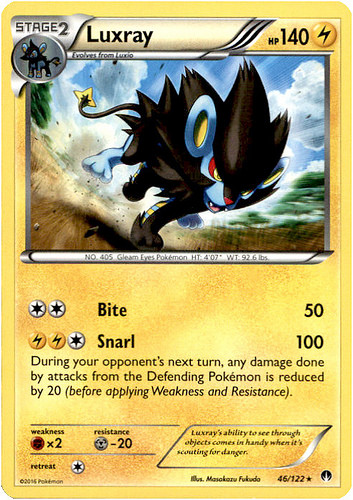 STAGE2
Luxray
HP140
Evolves from Luxio
NO. 405 Gleam Eyes Pokémon HT: 4'07" WT: 92.6 lbs.
Bite 50
Snarl 100
During your opponent's next turn, any damage done
by attacks from the Defending Pokémon is reduced
by 20 (before applying Weakness and Resistance).
weakness
×2
resistance
-20
retreat
Luxray's ability to see through
objects comes in handy when it's
scouting for danger.
©2016 Pokémon
Illus. Masakazu Fukuda
46/122★